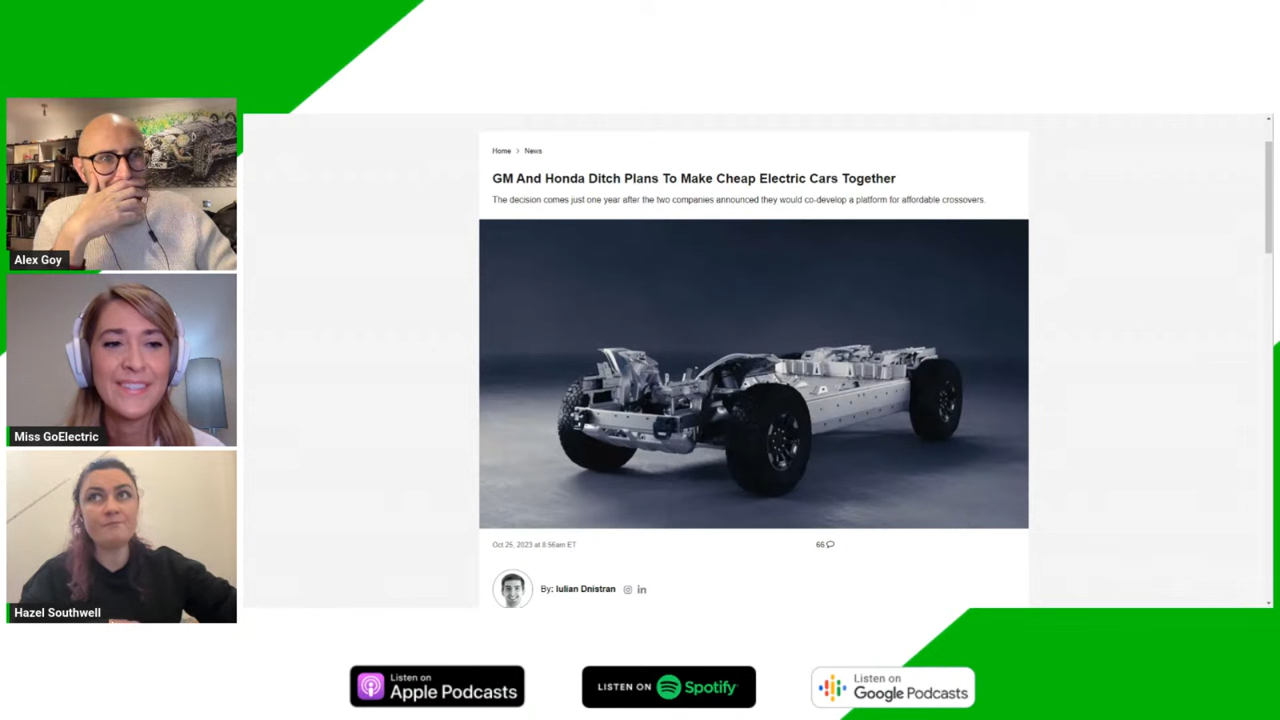 Alex Goy
Miss GoElectric
Hazel Southwell
Home > News
GM And Honda Ditch Plans To Make Cheap Electric Cars Together
The decision comes just one year after the two companies announced they would co-develop a platform for affordable crossovers.
Oct 25, 2023 at 8:56am ET
66
By: Iulian Dnistran
Listen on
Apple Podcasts
LISTEN ON Spotify
Listen on
Google Podcasts